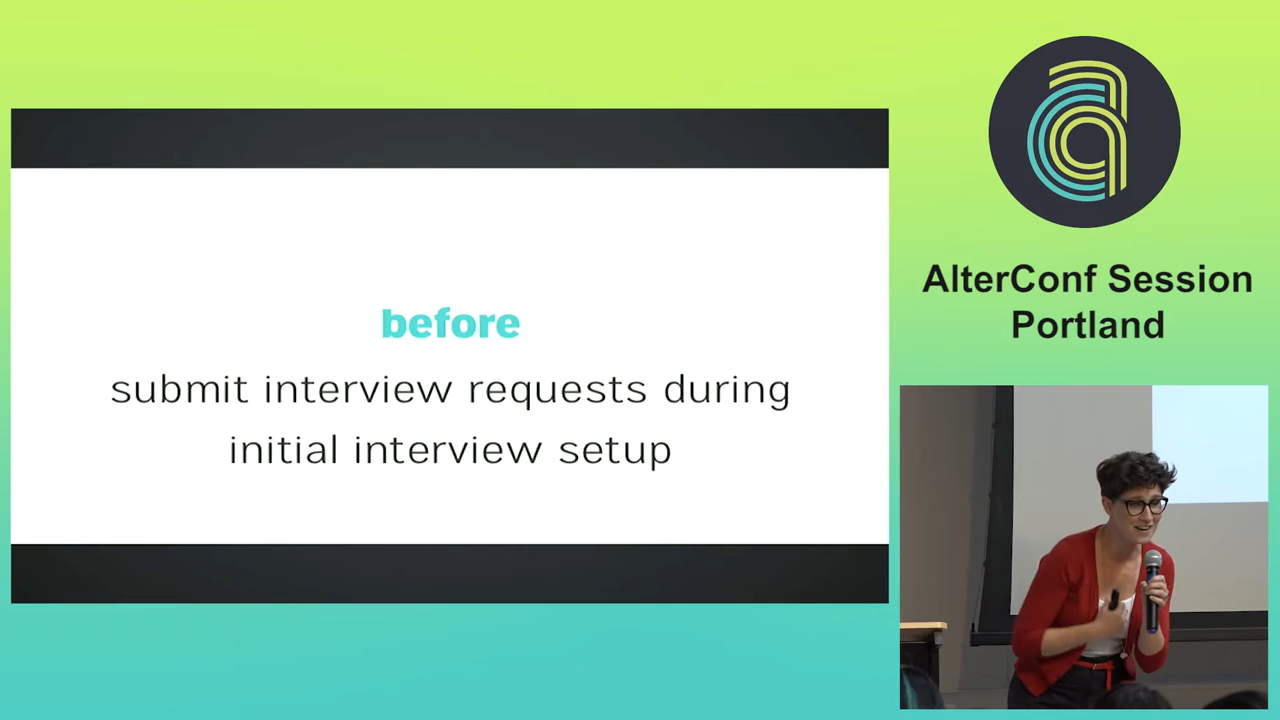 before
submit interview requests during
initial interview setup
AlterConf Session
Portland